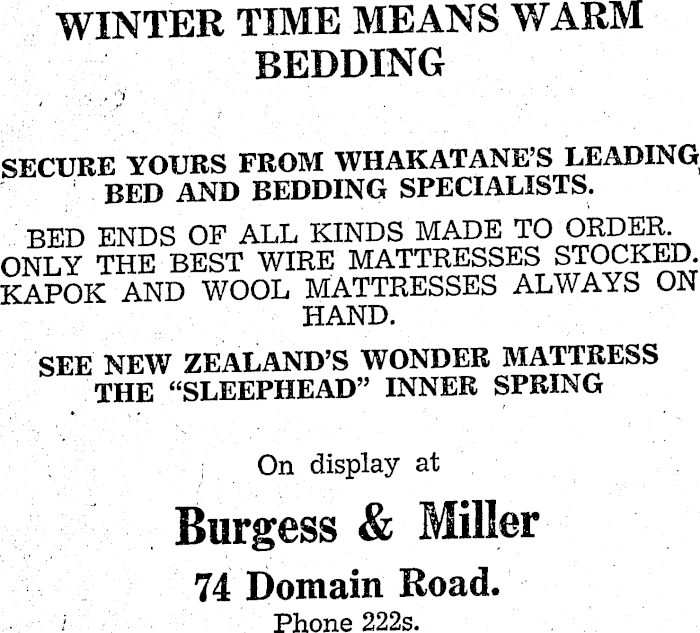 WINTER TIME MEANS WARM
BEDDING
SECURE YOURS FROM WHAKATANE'S LEADING
BED AND BEDDING SPECIALISTS.
BED ENDS OF ALL KINDS MADE TO ORDER.
ONLY THE BEST WIRE MATTRESSES STOCKED.
KAPOK AND WOOL MATTRESSES ALWAYS ON
HAND.
SEE NEW ZEALAND'S WONDER MATTRESS
THE "SLEEPHEAD" INNER SPRING
On display at
Burgess & Miller
74 Domain Road.
Phone 222s.